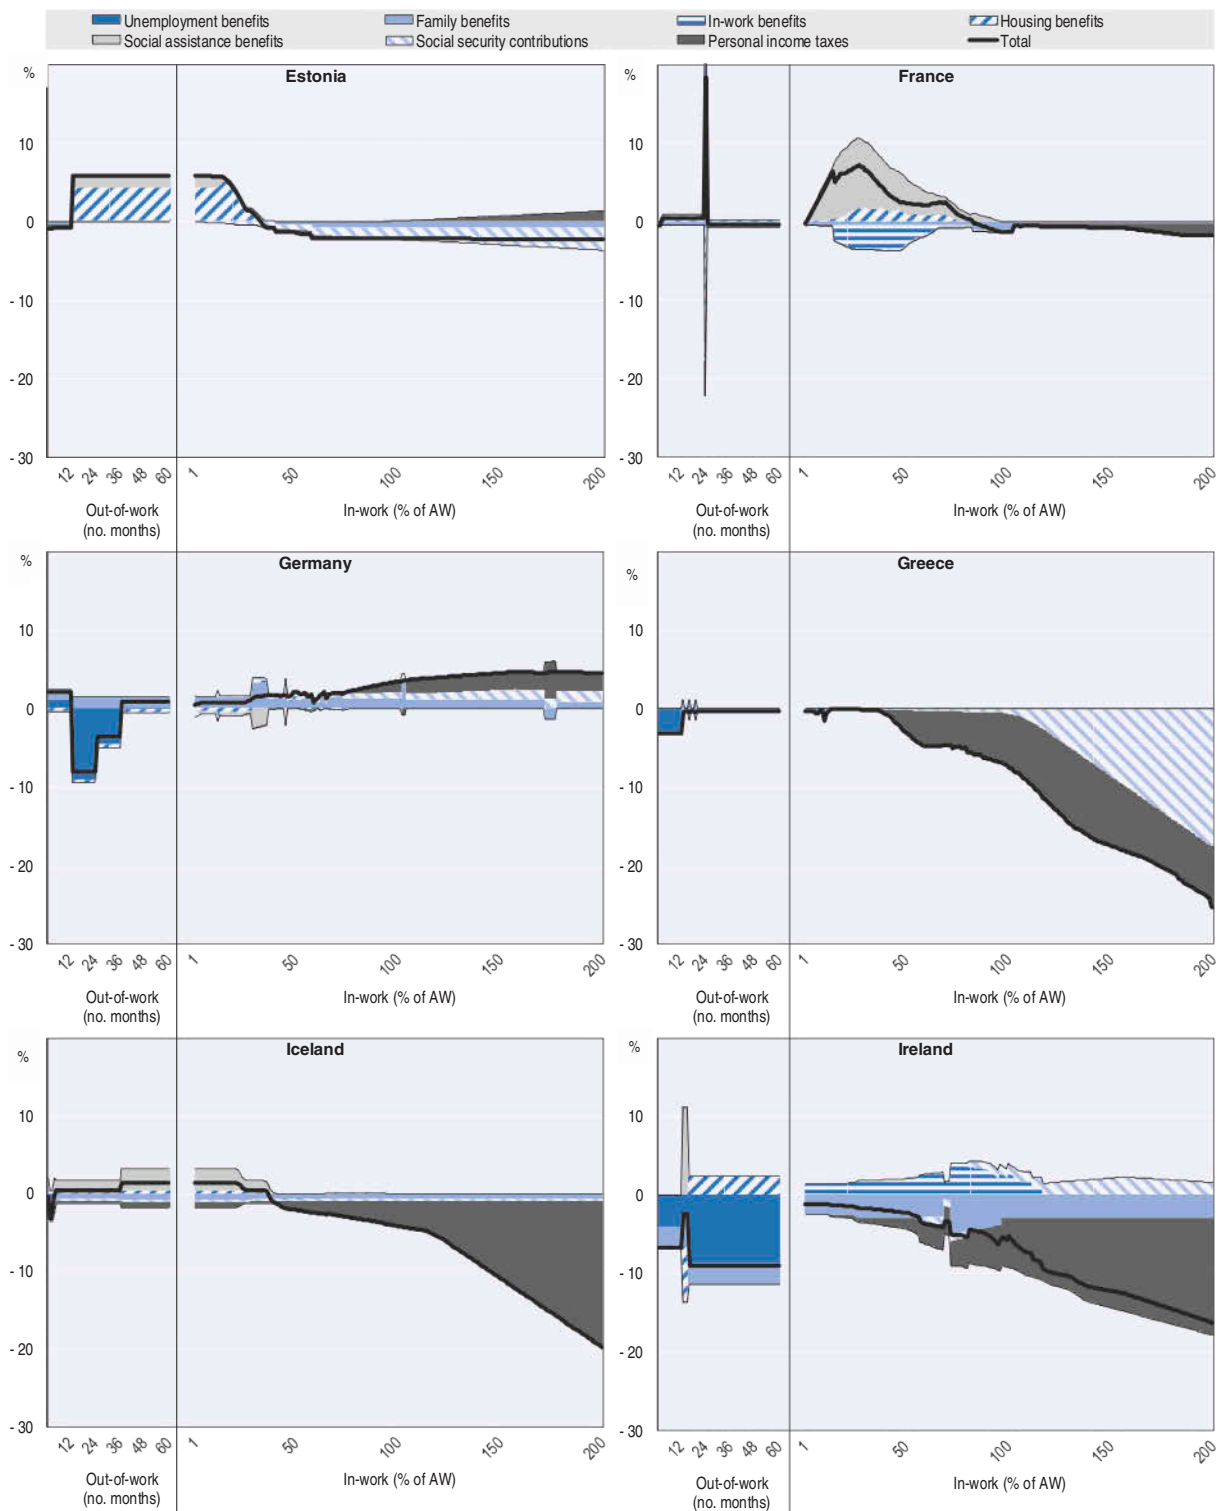 Unemployment benefits Family benefits In-work benefits Housing benefits
Social assistance benefits Social security contributions Personal income taxes Total
% Estonia
10
0
- 10
- 20
- 30
12 24 36 48 60 1 50 100 150 200
Out-of-work In-work (% of AW)
(no. months)
% France
10
0
- 10
- 20
- 30
12 24 36 48 60 1 50 100 150 200
Out-of-work In-work (% of AW)
(no. months)
% Germany
10
0
- 10
- 20
- 30
12 24 36 48 60 1 50 100 150 200
Out-of-work In-work (% of AW)
(no. months)
% Greece
10
0
- 10
- 20
- 30
12 24 36 48 60 1 50 100 150 200
Out-of-work In-work (% of AW)
(no. months)
% Iceland
10
0
- 10
- 20
- 30
12 24 36 48 60 1 50 100 150 200
Out-of-work In-work (% of AW)
(no. months)
% Ireland
10
0
- 10
- 20
- 30
12 24 36 48 60 1 50 100 150 200
Out-of-work In-work (% of AW)
(no. months)